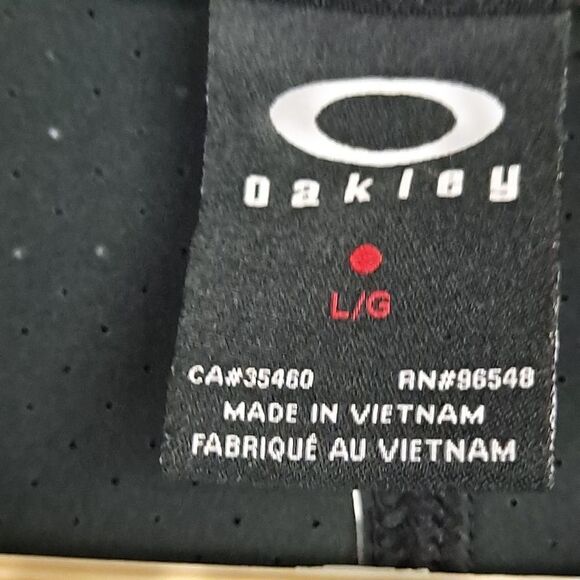 Oakley
L/G
CA#35460 RN#96548
MADE IN VIETNAM
FABRIQUÉ AU VIETNAM